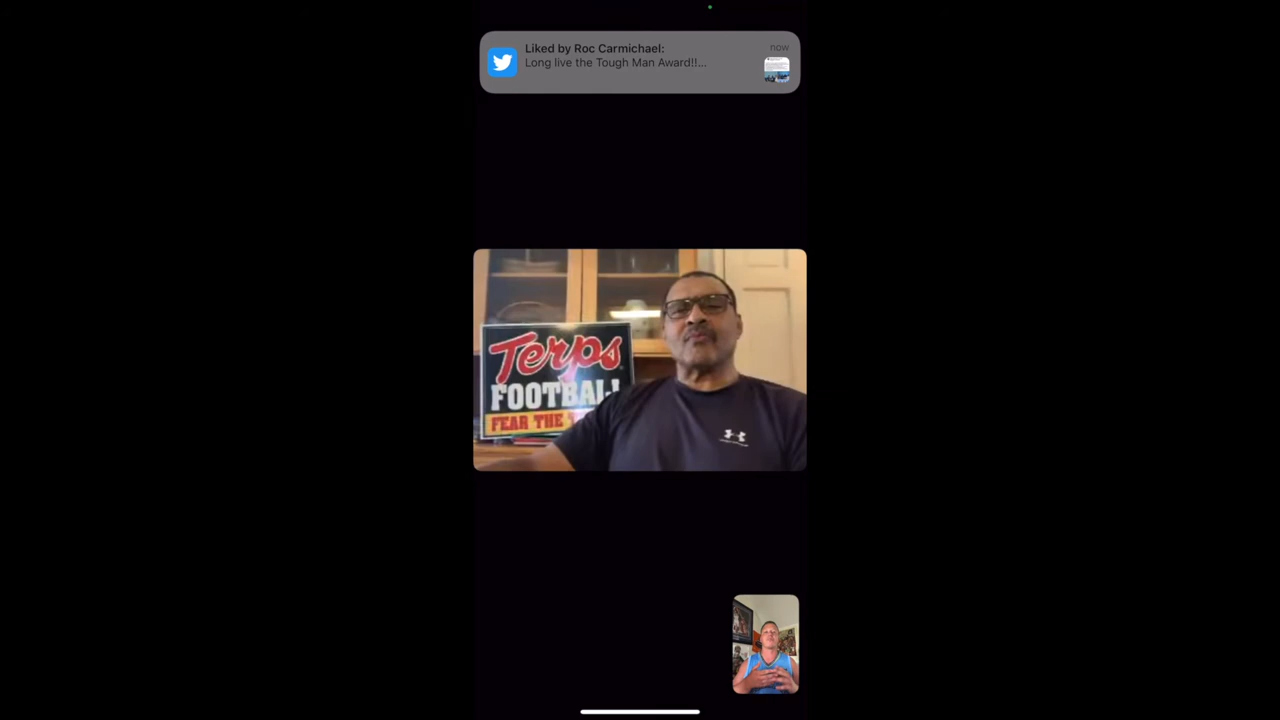 Liked by Roc Carmichael:
now
Long live the Tough Man Award!!...
Terps
FOOTBALL
FEAR THE